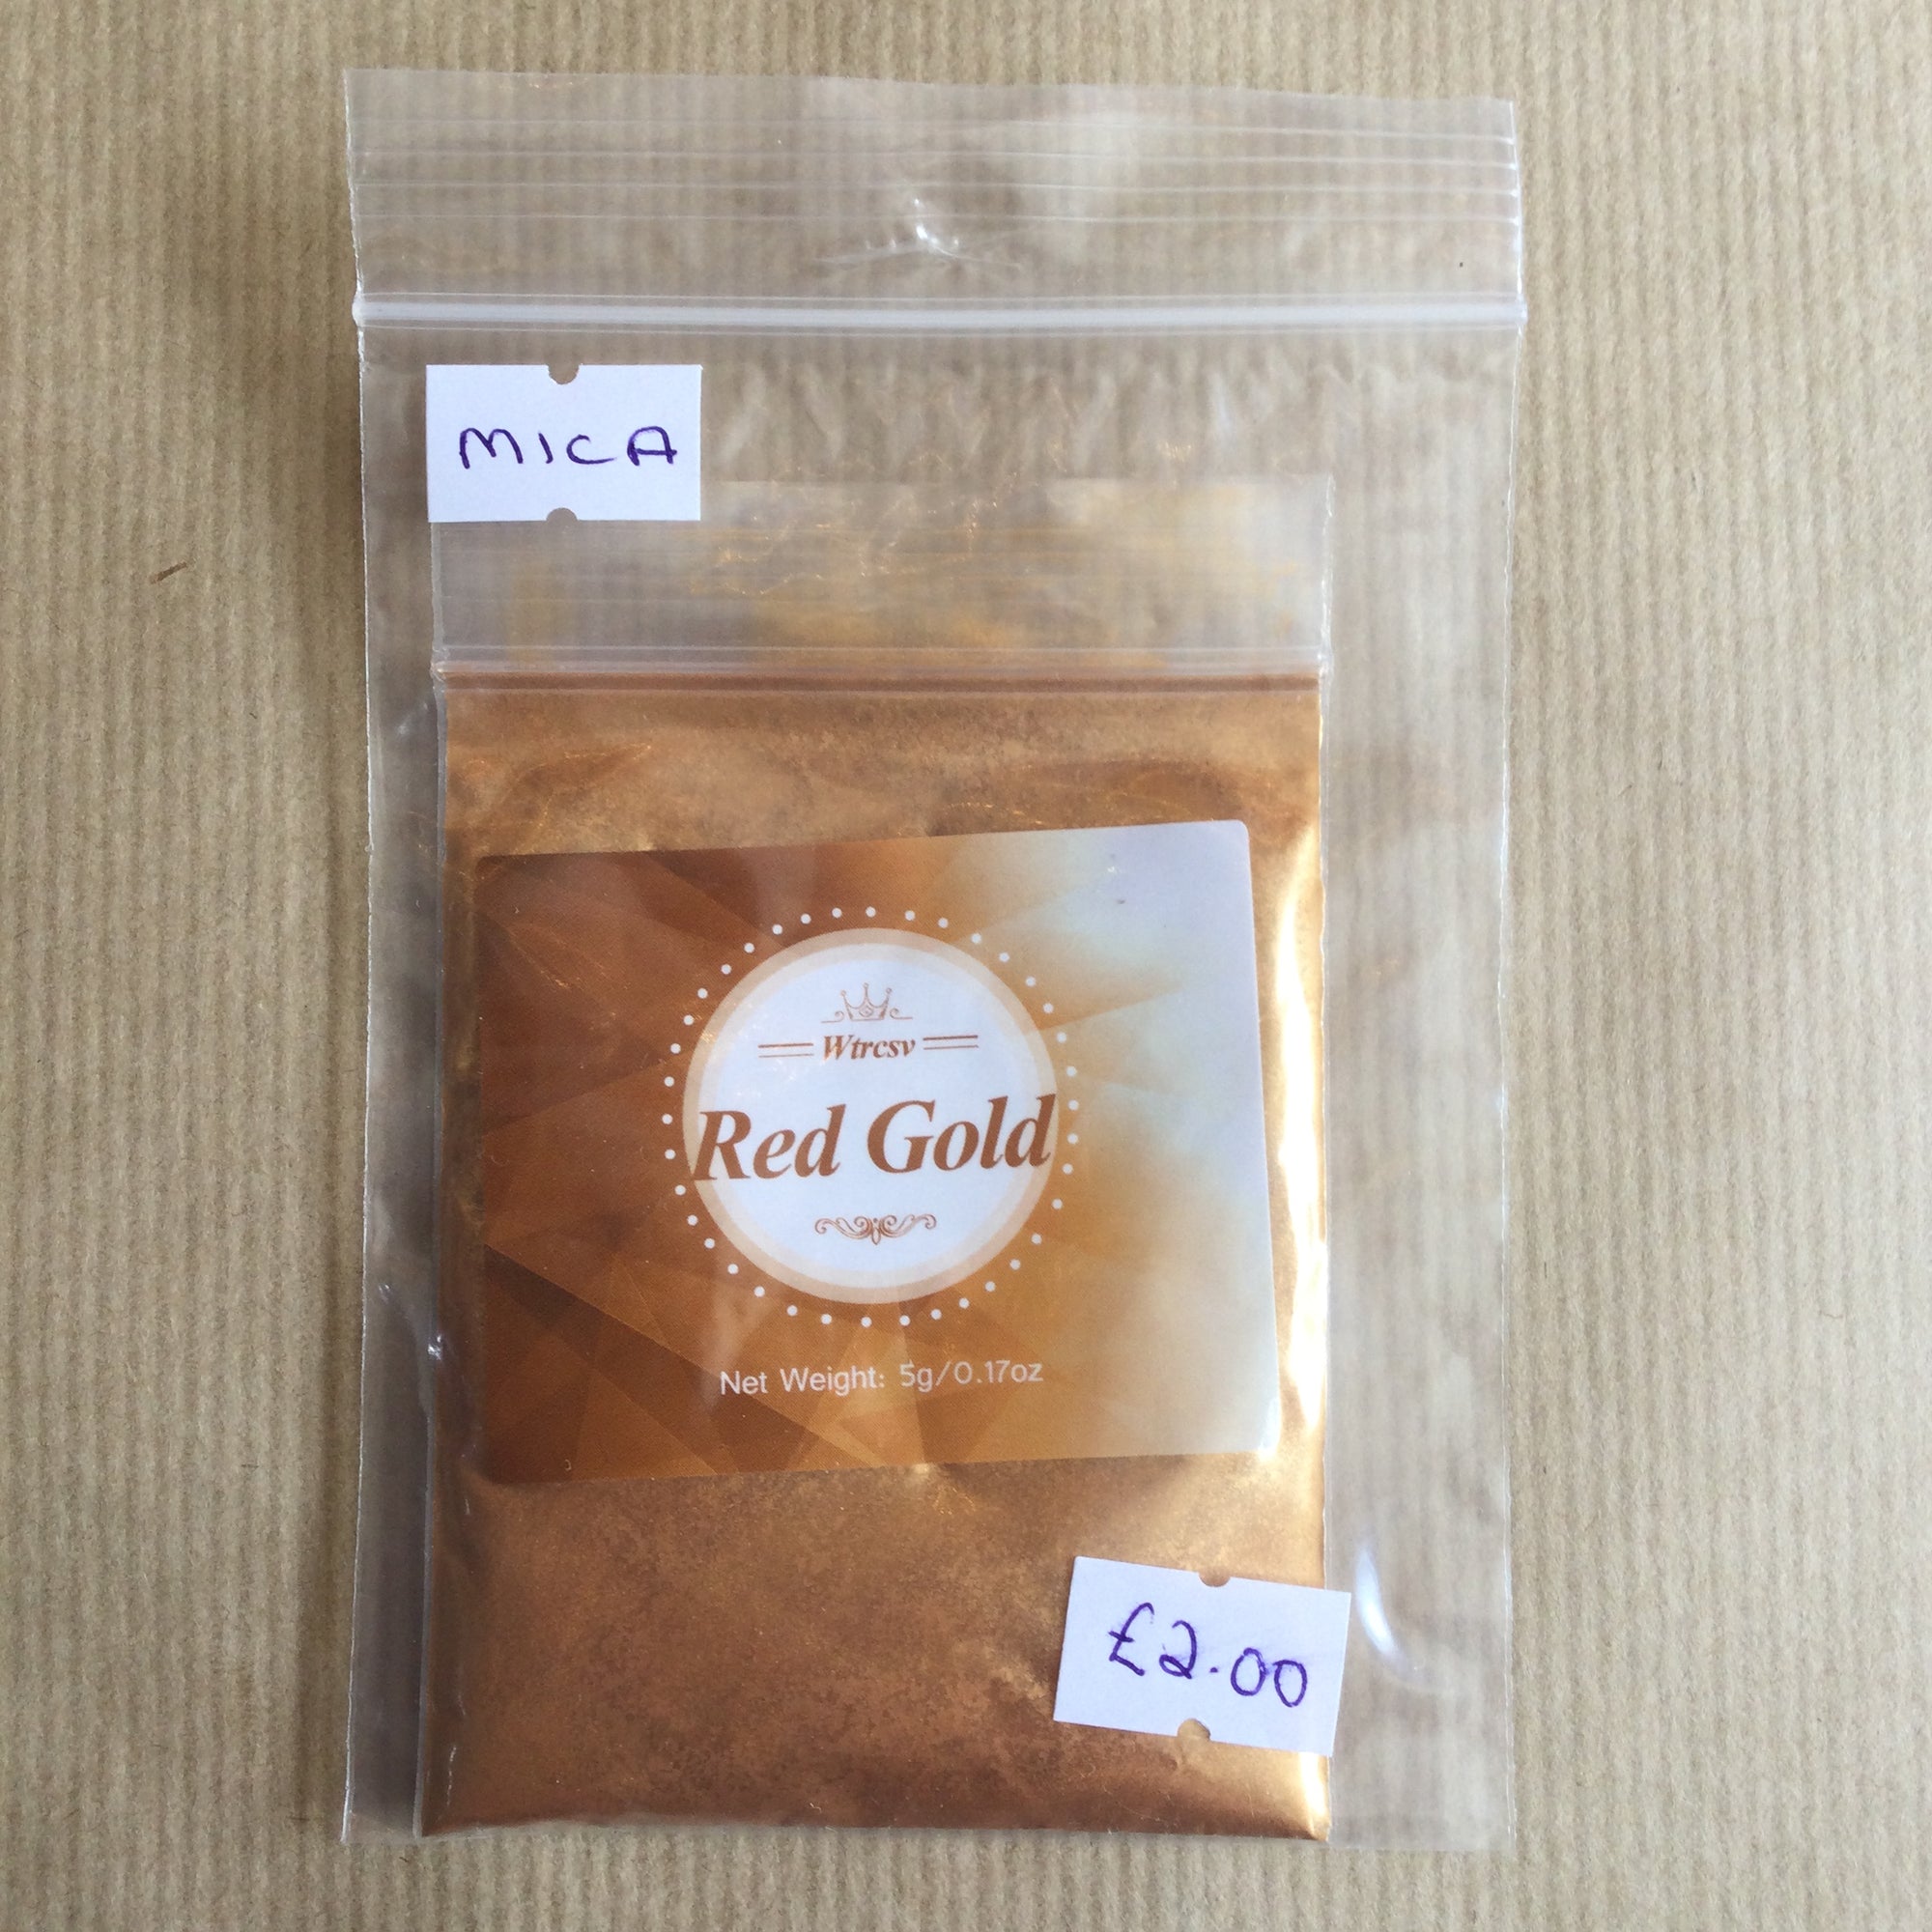 MICA
Wtrcsv
Red Gold
Net Weight: 5g/0.17oz
£2.00